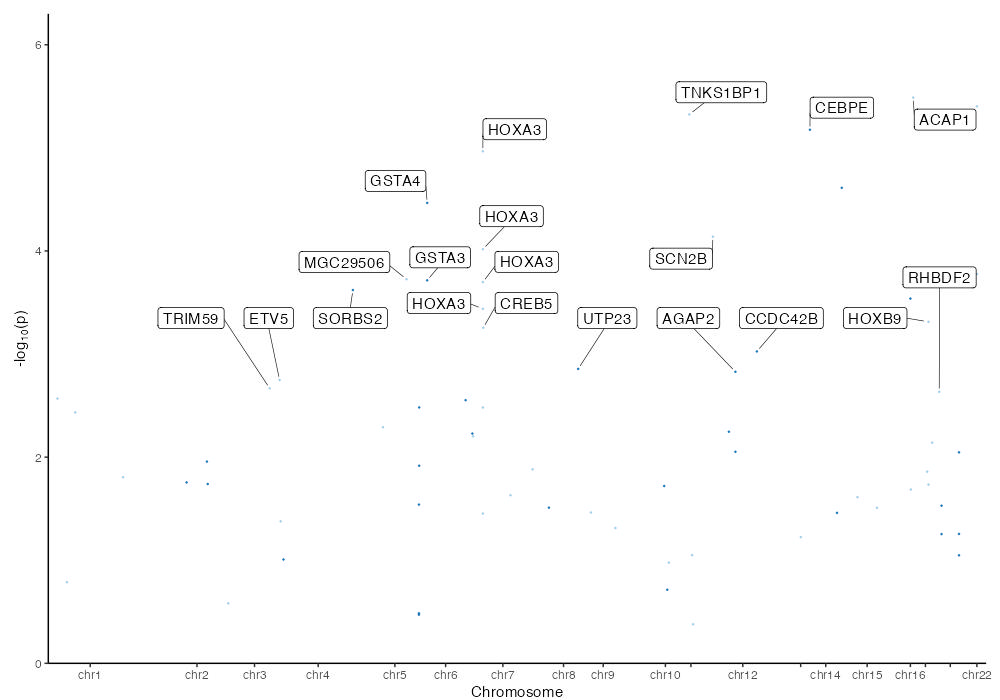 6
TNKS1BP1
CEBPE
ACAP1
HOXA3
GSTA4
HOXA3
4
MGC29506
GSTA3
HOXA3
SCN2B
RHBDF2
HOXA3
CREB5
TRIM59
ETV5
SORBS2
UTP23
AGAP2
CCDC42B
HOXB9
-log10(p)
2
0
chr1 chr2 chr3 chr4 chr5 chr6 chr7 chr8 chr9 chr10 chr12 chr14 chr15 chr16 chr22
Chromosome